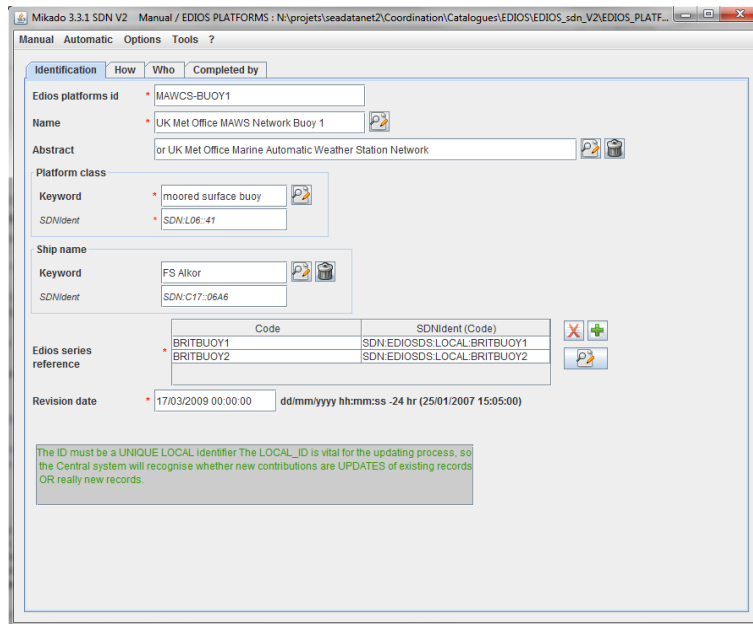 Mikado 3.3.1 SDN V2 Manual / EDIOS PLATFORMS : N:\projets\seadatanet2\Coordination\Catalogues\EDIOS\EDIOS_sdn_V2\EDIOS_PLATF...
Manual Automatic Options Tools ?
Identification How Who Completed by
Edios platforms id * MAWCS-BUOY1
Name * UK Met Office MAWS Network Buoy 1
Abstract or UK Met Office Marine Automatic Weather Station Network
Platform class
Keyword * moored surface buoy
SDNIdent * SDN:L06::41
Ship name
Keyword FS Alkor
SDNIdent SDN:C17::06A6
Code SDNIdent (Code)
BRITBUOY1 SDN:EDIOSDS:LOCAL:BRITBUOY1
Edios series reference * BRITBUOY2 SDN:EDIOSDS:LOCAL:BRITBUOY2
Revision date * 17/03/2009 00:00:00 dd/mm/yyyy hh:mm:ss -24 hr (25/01/2007 15:05:00)
The ID must be a UNIQUE LOCAL identifier The LOCAL_ID is vital for the updating process, so
the Central system will recognise whether new contributions are UPDATES of existing records
OR really new records.